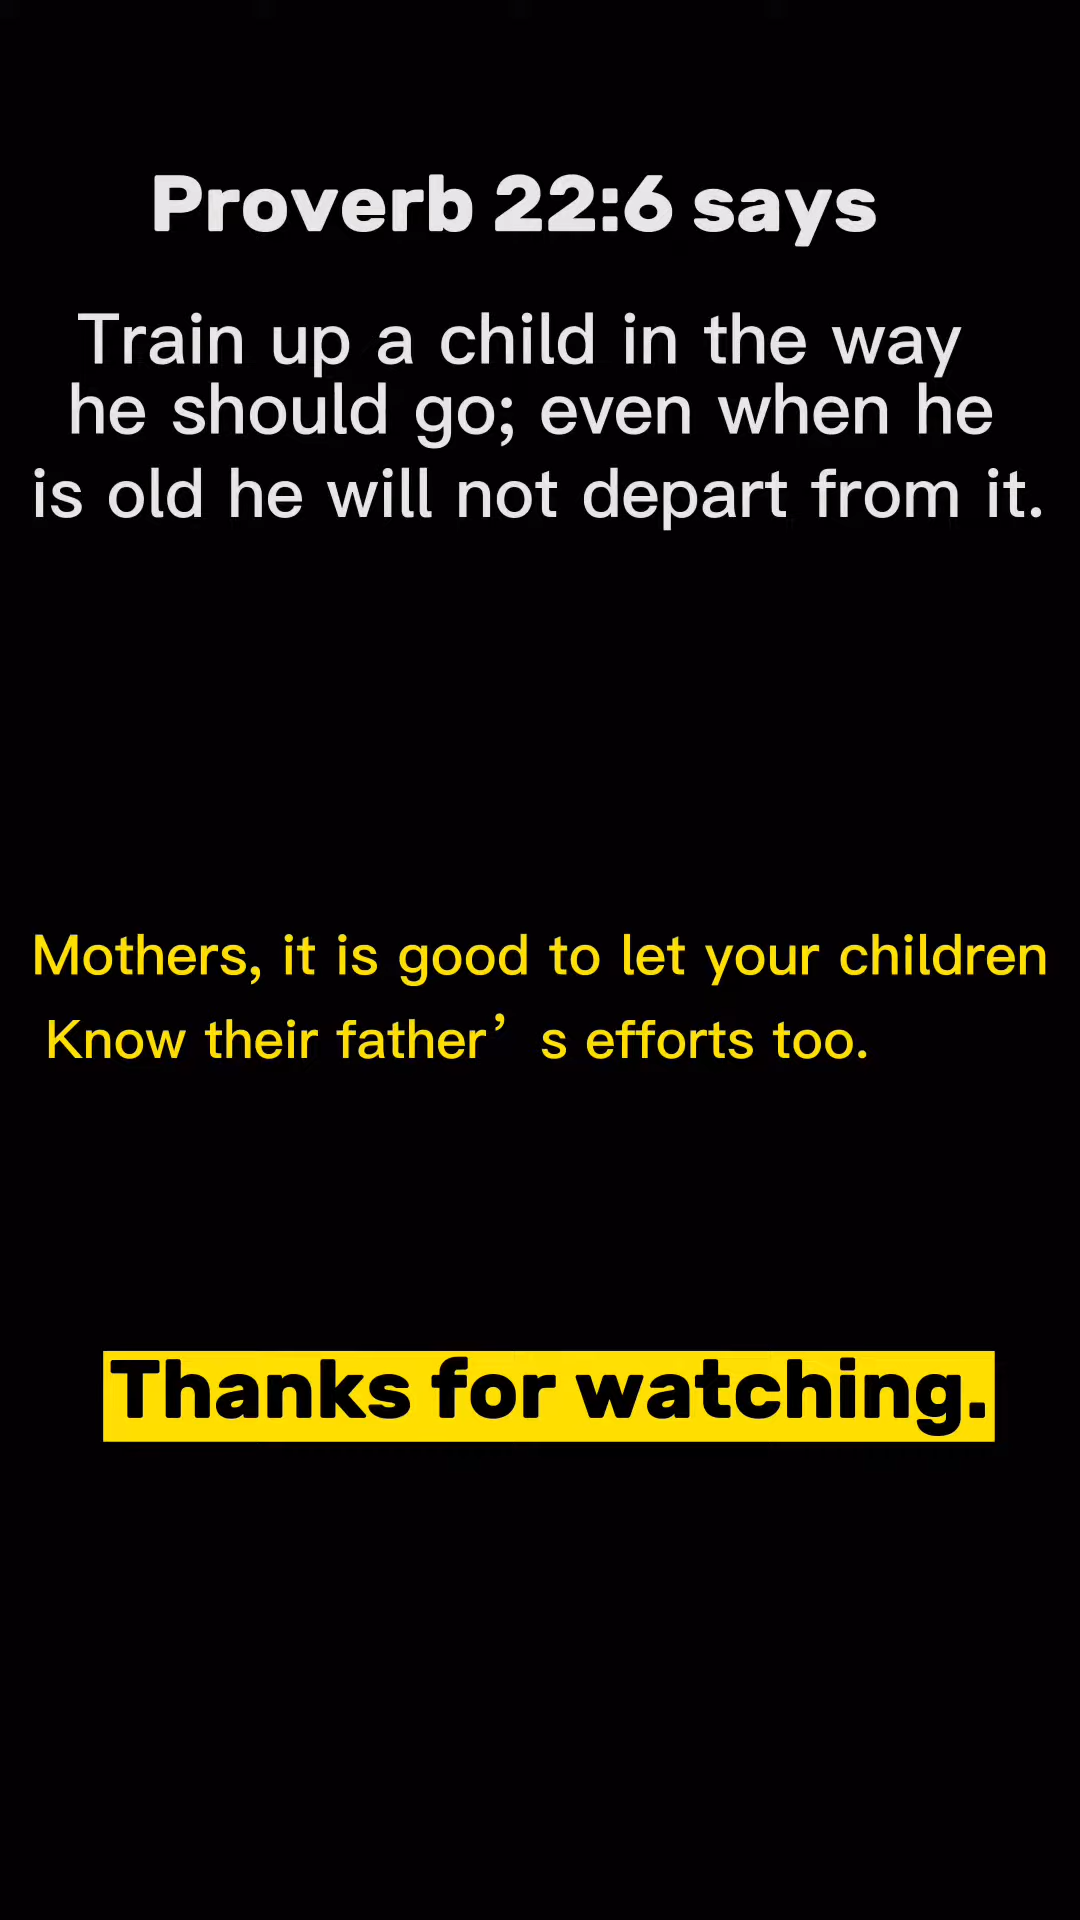 Proverb 22:6 says
Train up a child in the way
he should go; even when he
is old he will not depart from it.
Mothers, it is good to let your children
Know their father’s efforts too.
Thanks for watching.